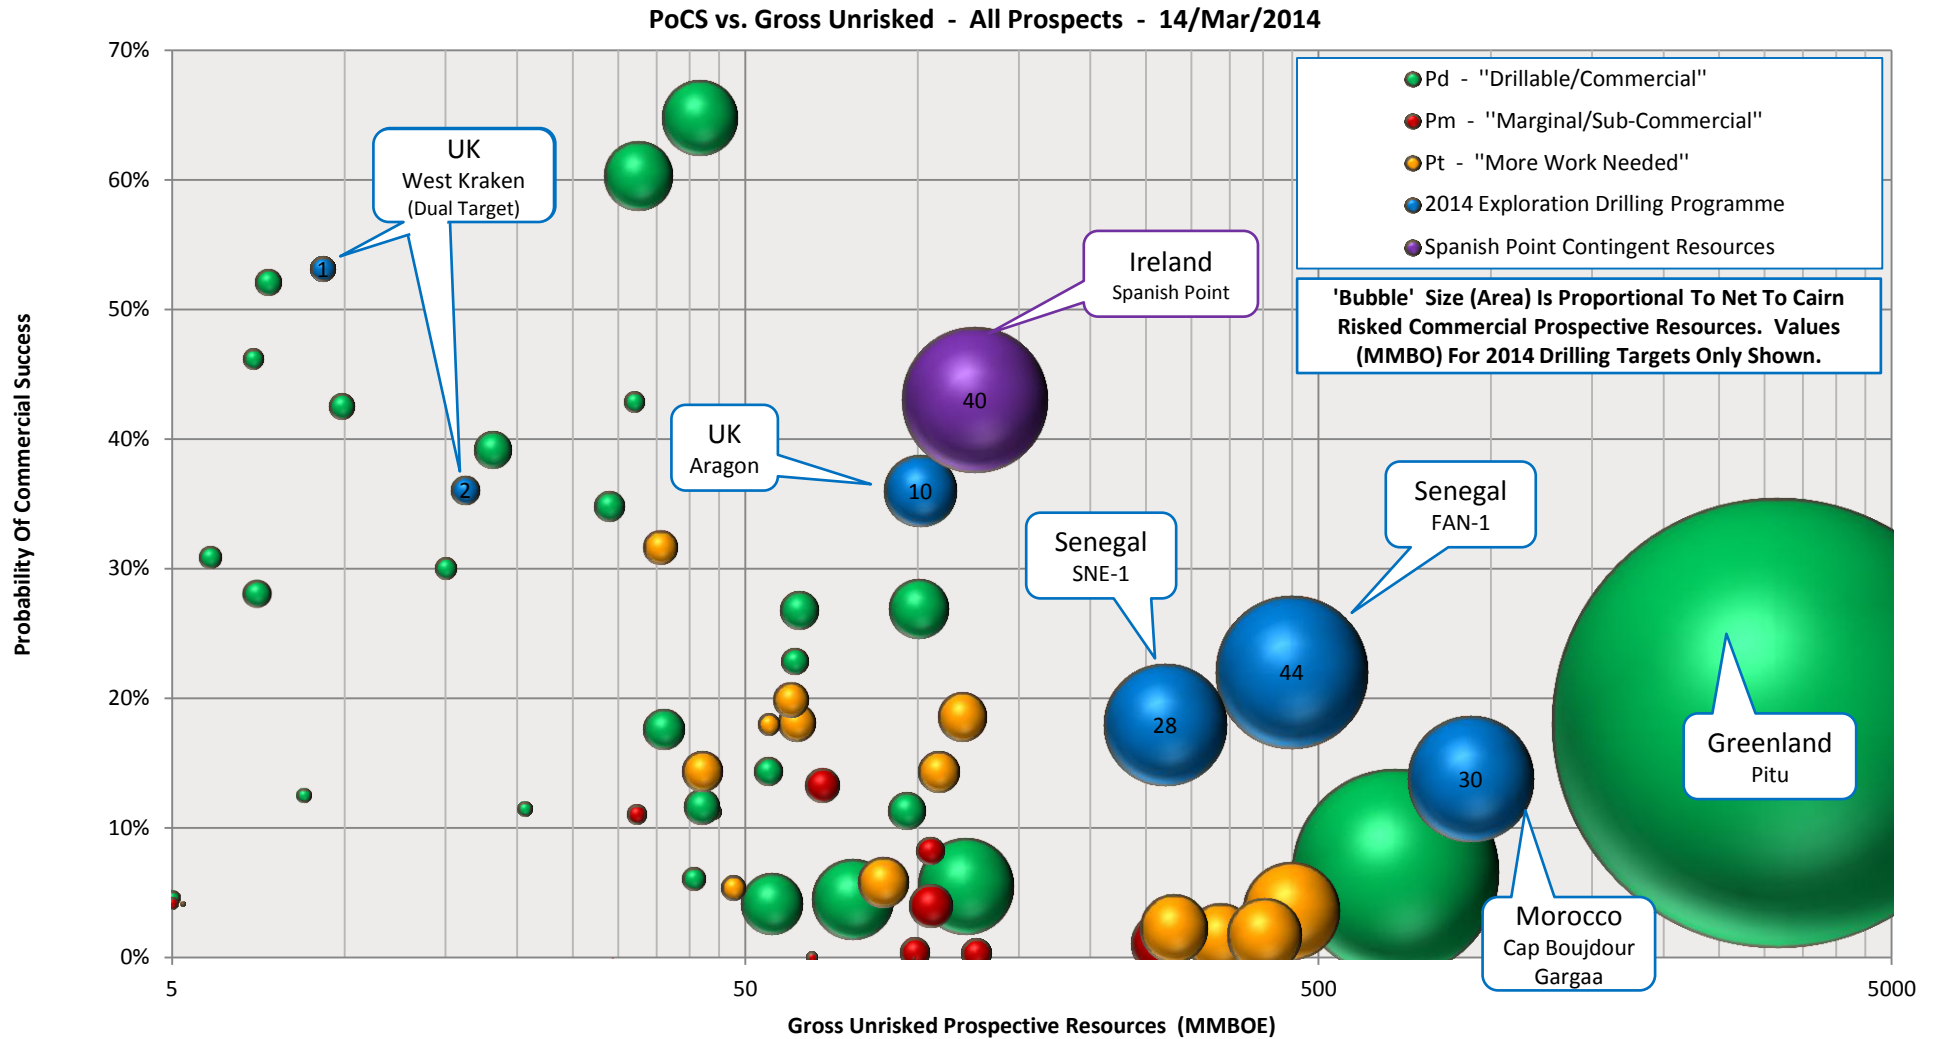 PoCS vs. Gross Unrisked - All Prospects - 14/Mar/2014
70%
60%
50%
40%
30%
20%
10%
0%
Probability Of Commercial Success
5
50
500
5000
Gross Unrisked Prospective Resources (MMBOE)
Pd - "Drillable/Commercial"
Pm - "Marginal/Sub-Commercial"
Pt - "More Work Needed"
2014 Exploration Drilling Programme
Spanish Point Contingent Resources
'Bubble' Size (Area) Is Proportional To Net To Cairn
Risked Commercial Prospective Resources. Values
(MMBO) For 2014 Drilling Targets Only Shown.
UK
West Kraken
(Dual Target)
1
2
Ireland
Spanish Point
40
UK
Aragon
10
Senegal
SNE-1
28
Senegal
FAN-1
44
30
Greenland
Pitu
Morocco
Cap Boujdour
Gargaa